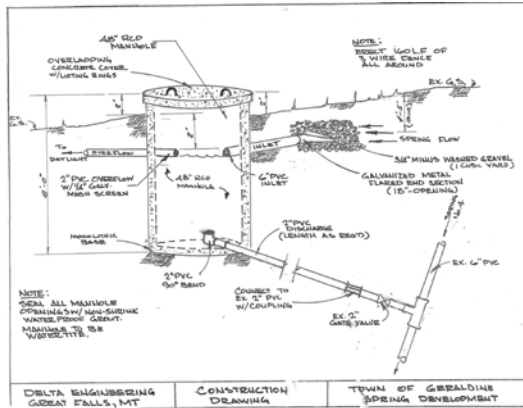 48" RCD
MANHOLE
OVERLAPPING
CONCRETE COVER
W/LIFTING RINGS
NOTE:
ERECT 160 L.F. OF
3 WIRE FENCE
ALL AROUND
EX. G.S.
EX. G.S.
TO
DAYLIGHT
OVERFLOW
INLET
SPRING FLOW
3/4" MINUS WASHED GRAVEL
(1 CUBIC YARD)
GALVANIZED METAL
FLARED END SECTION
(18"-OPENING)
2" PVC OVERFLOW
W/1/4" GALV.
MESH SCREEN
48" RCD
MANHOLE
6" PVC
INLET
MONOLITHIC
BASE
2" PVC
DISCHARGE
(LENGTH AS REQ'D)
2" PVC
90° BEND
CONNECT TO
EX. 2" PVC
W/COUPLING
EX. 2"
GATE VALVE
EX. 6" PVC
NOTE:
SEAL ALL MANHOLE
OPENINGS W/ NON-SHRINK
WATERPROOF GROUT.
MANHOLE TO BE
WATERTITE.
DELTA ENGINEERING
GREAT FALLS, MT
CONSTRUCTION
DRAWING
TOWN OF GERALDINE
SPRING DEVELOPMENT